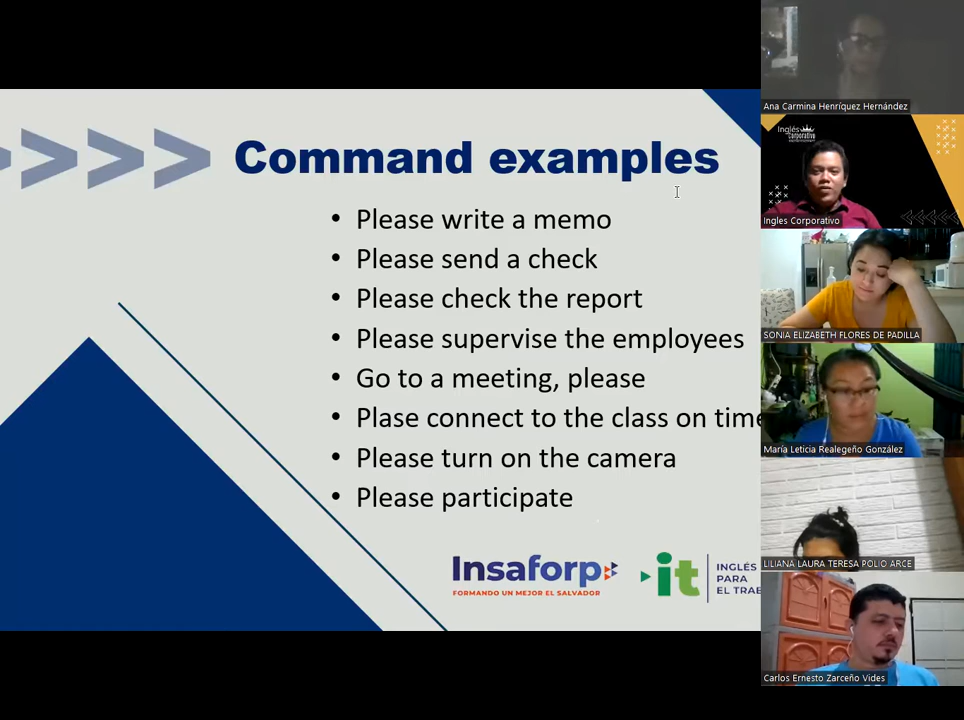 Command examples
• Please write a memo
• Please send a check
• Please check the report
• Please supervise the employees
• Go to a meeting, please
• Plase connect to the class on time
• Please turn on the camera
• Please participate
Insaforp
FORMANDO UN MEJOR EL SALVADOR
it
INGLÉS
PARA
EL TRAB
Ana Carmina Henríquez Hernández
Inglés
Corporativo
Ingles Corporativo
SONIA ELIZABETH FLORES DE PADILLA
María Leticia Realegeño González
LILIANA LAURA TERESA POLIO ARCE
Carlos Ernesto Zarceño Vides